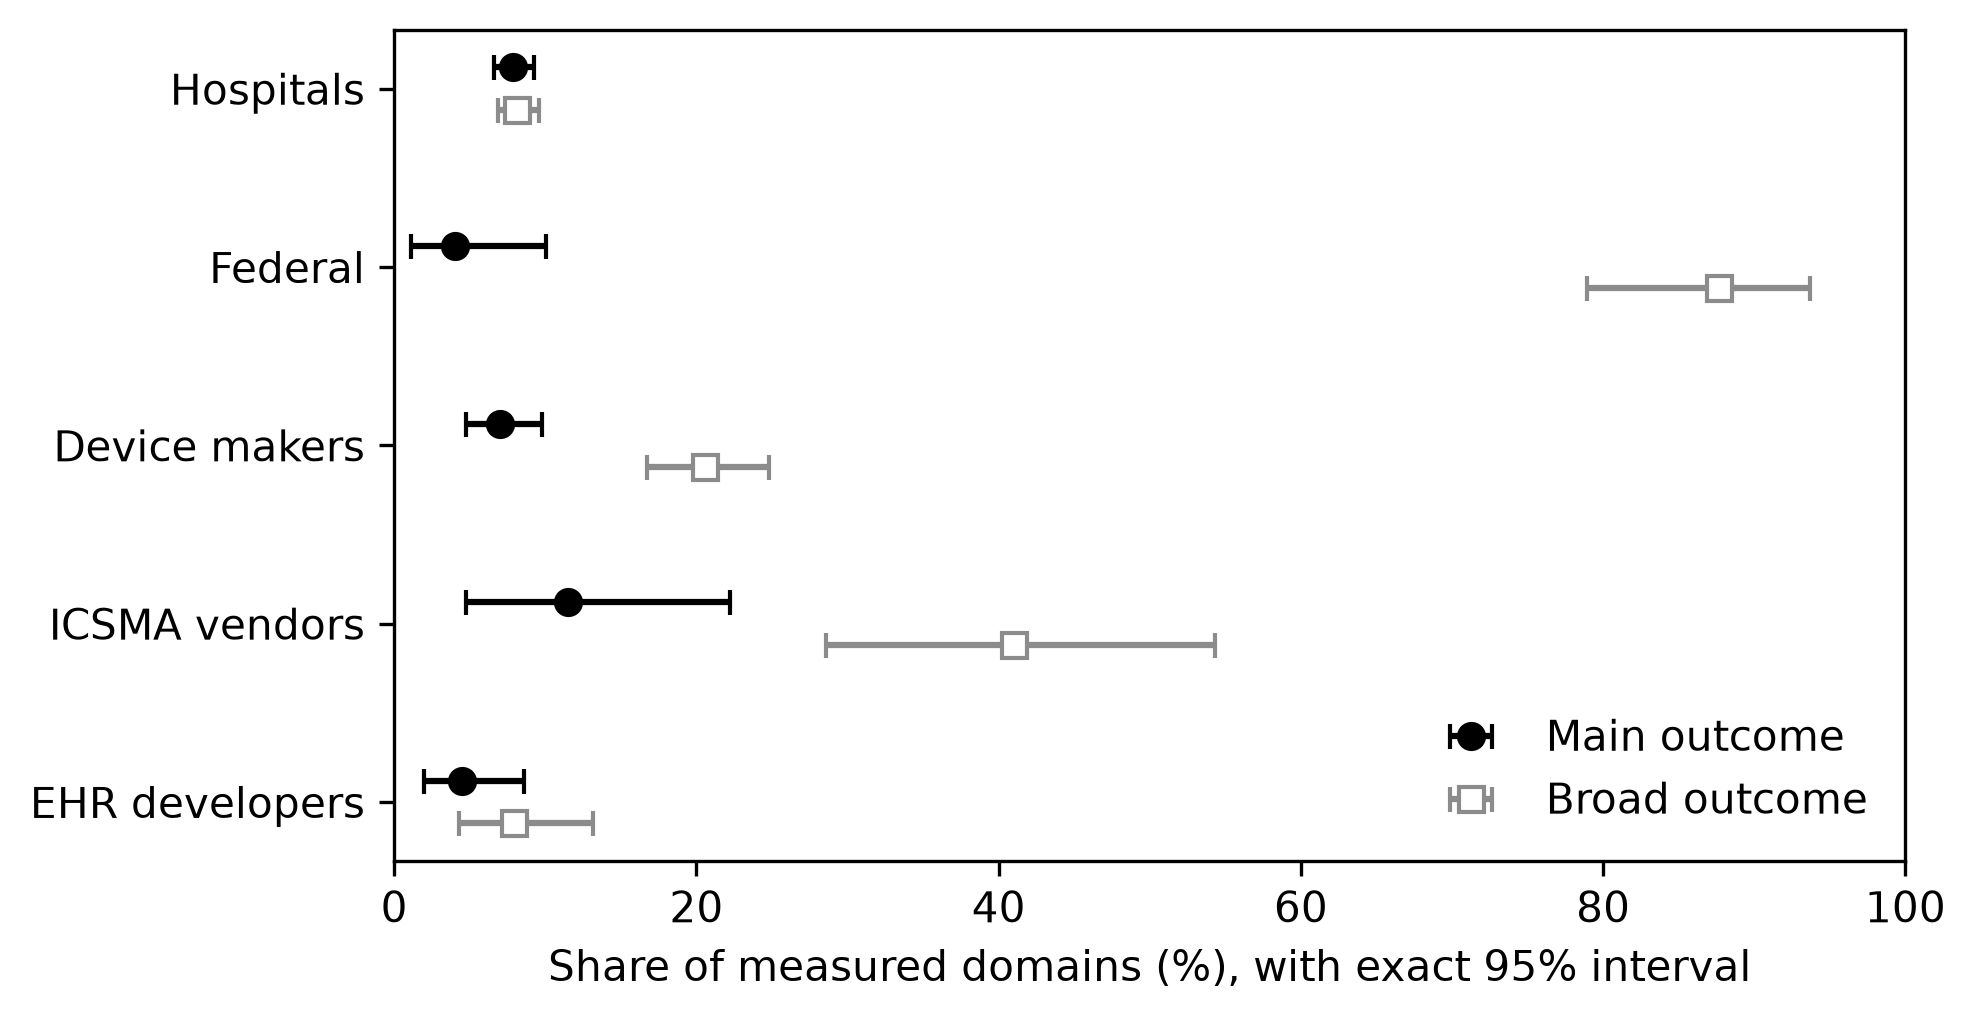 Hospitals
Federal
Device makers
ICSMA vendors
EHR developers
Main outcome
Broad outcome
0 20 40 60 80 100
Share of measured domains (%), with exact 95% interval